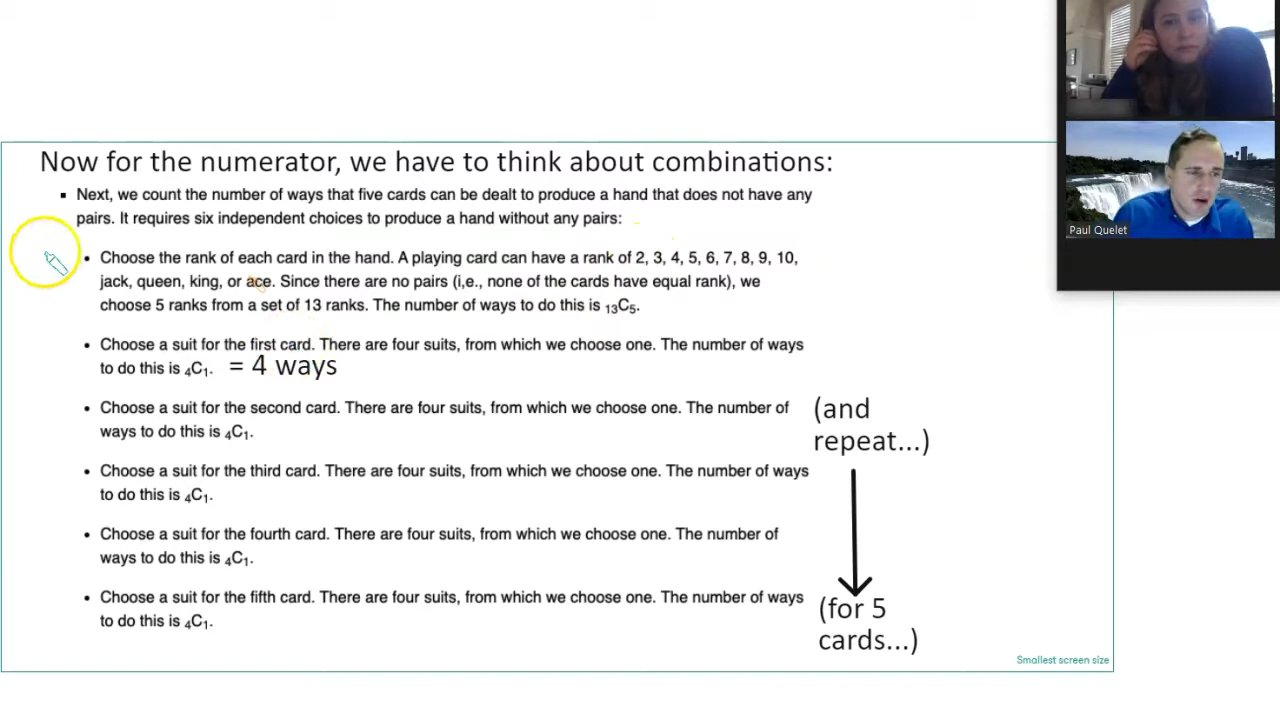 Now for the numerator, we have to think about combinations:
▪ Next, we count the number of ways that five cards can be dealt to produce a hand that does not have any
pairs. It requires six independent choices to produce a hand without any pairs:
• Choose the rank of each card in the hand. A playing card can have a rank of 2, 3, 4, 5, 6, 7, 8, 9, 10,
jack, queen, king, or ace. Since there are no pairs (i,e., none of the cards have equal rank), we
choose 5 ranks from a set of 13 ranks. The number of ways to do this is ₁₃C₅.
• Choose a suit for the first card. There are four suits, from which we choose one. The number of ways
to do this is ₄C₁. = 4 ways
• Choose a suit for the second card. There are four suits, from which we choose one. The number of
ways to do this is ₄C₁.
(and
repeat...)
• Choose a suit for the third card. There are four suits, from which we choose one. The number of ways
to do this is ₄C₁.
• Choose a suit for the fourth card. There are four suits, from which we choose one. The number of
ways to do this is ₄C₁.
• Choose a suit for the fifth card. There are four suits, from which we choose one. The number of ways
to do this is ₄C₁.
(for 5
cards...)
Smallest screen size
Paul Quelet